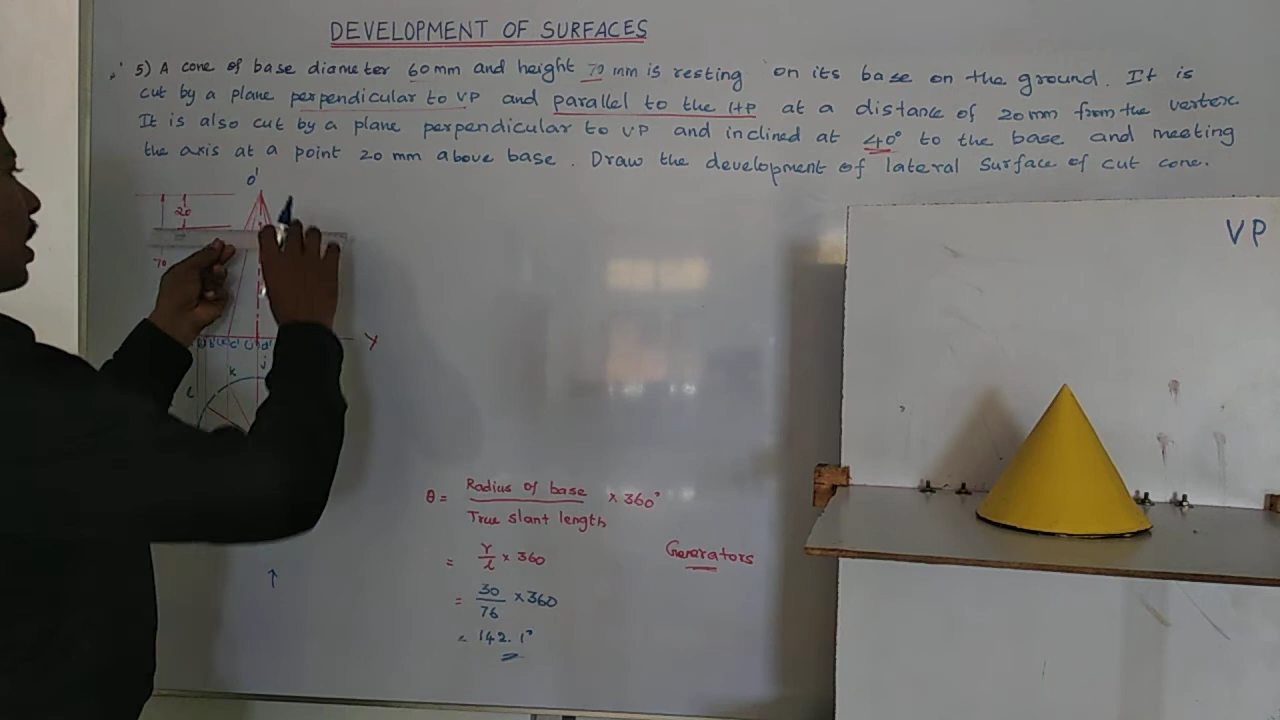 DEVELOPMENT OF SURFACES
5) A cone of base diameter 60mm and height 70 mm is resting on its base on the ground. It is
cut by a plane perpendicular to VP and parallel to the HP at a distance of 20mm from the vertex.
It is also cut by a plane perpendicular to VP and inclined at 40° to the base and meeting
the axis at a point 20 mm above base. Draw the development of lateral surface of cut cone.
o'
20
70
VP
Y
b'
c'
d'
j
k
l
θ = Radius of base / True slant length × 360°
= r/l × 360
= 30/76 × 360
= 142.1°
Generators